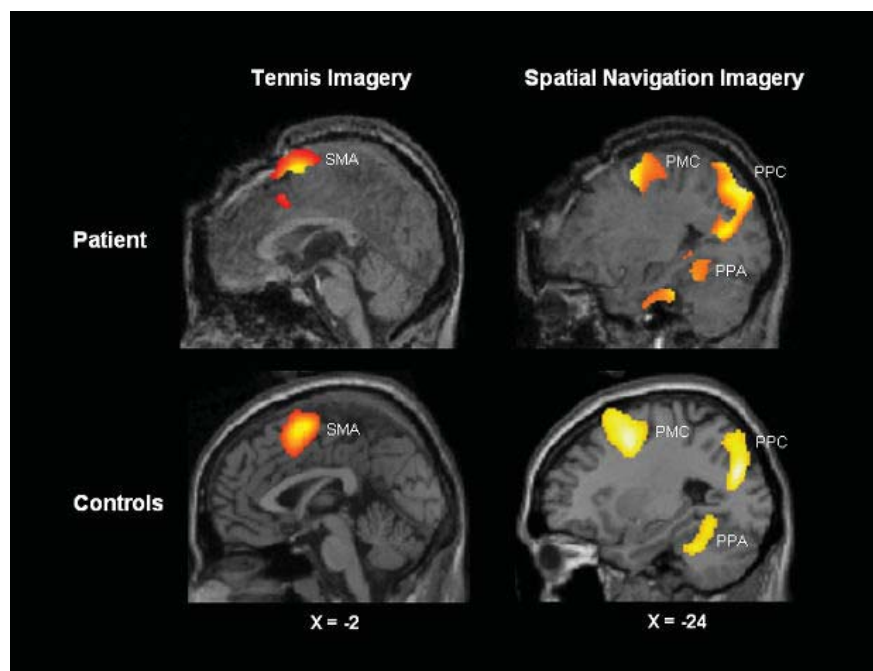 Tennis Imagery
Spatial Navigation Imagery
Patient
SMA
PMC
PPC
PPA
Controls
SMA
PMC
PPC
PPA
X = -2
X = -24